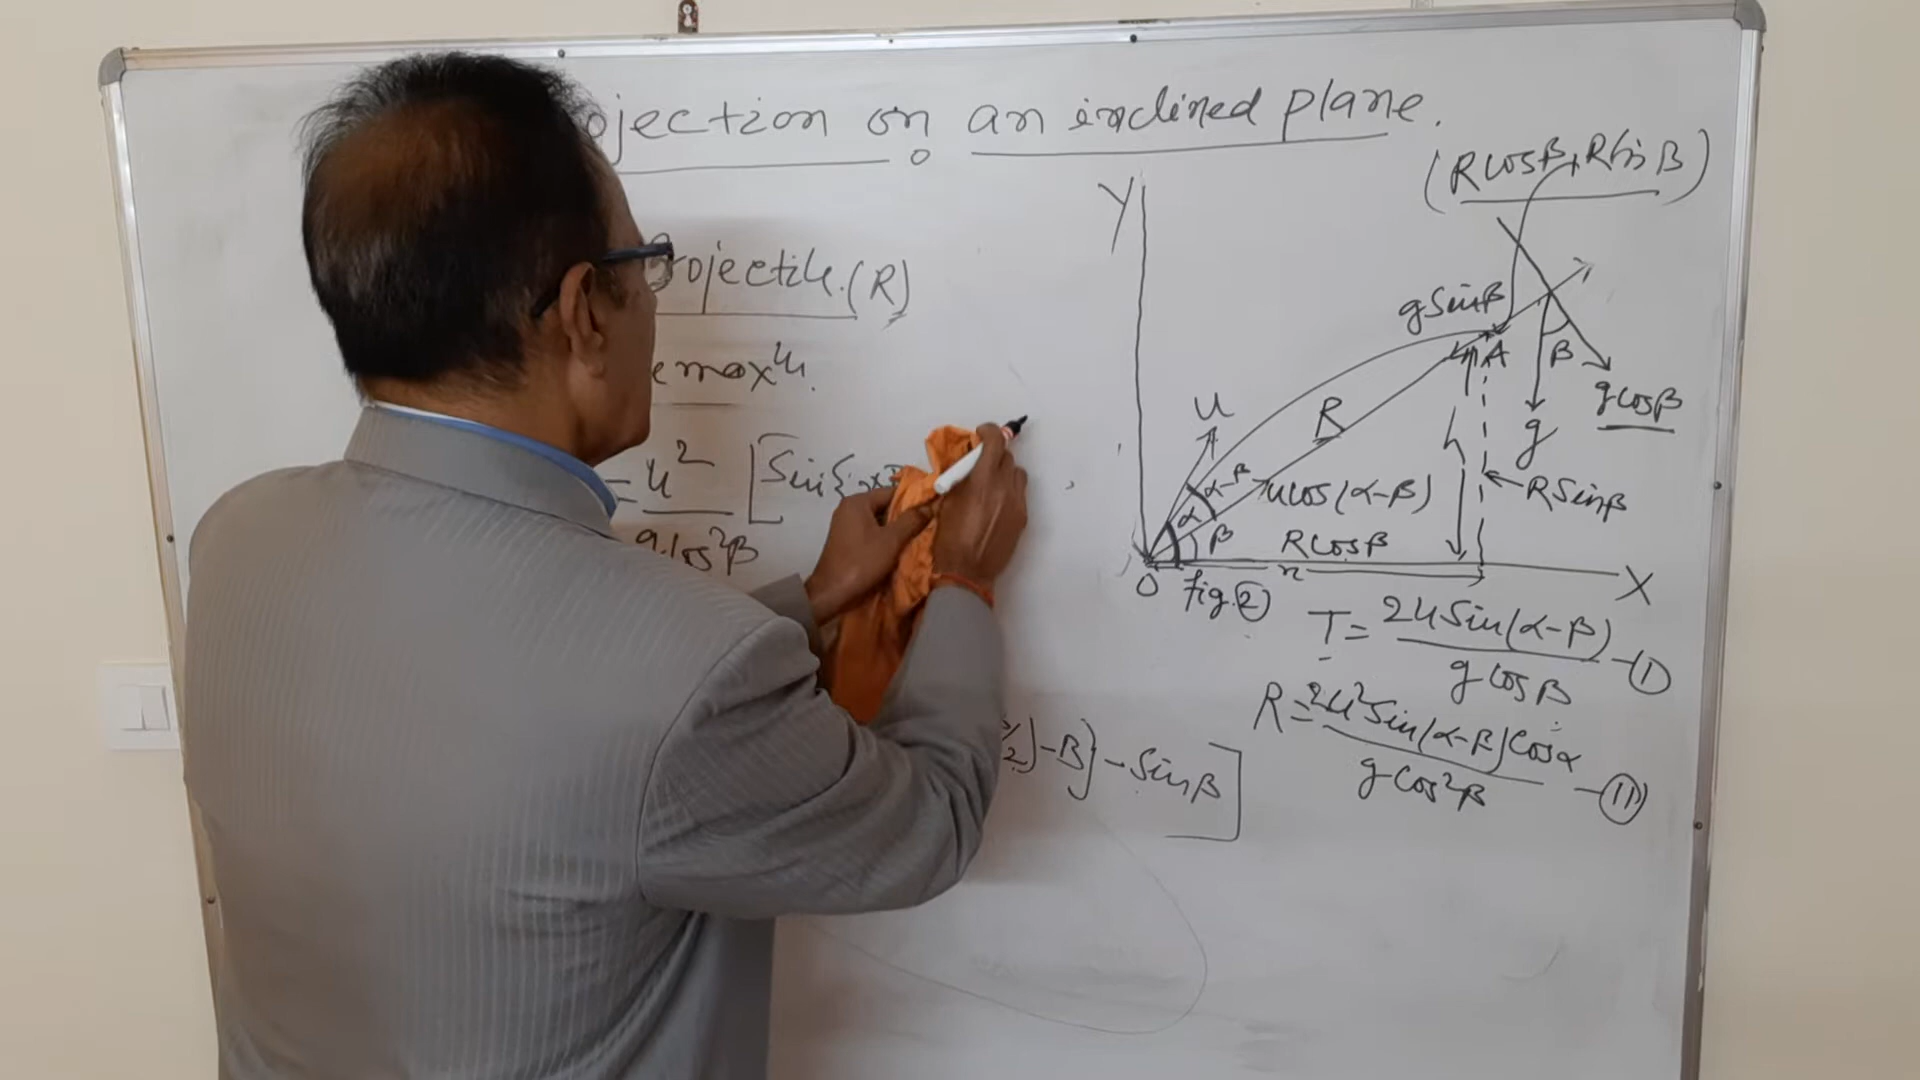 ojection on an inclined plane.
(R cosβ, R Sin β)
Y
rojectile. (R)
g Sinβ
A
β
g cosβ
g
e max^u.
U
R
= u² [Sin{
g. cos²β
α-β
u cos(α-β)
h
R Sinβ
α
β
R cosβ
x
O
fig. ②
X
T = 2u Sin(α-β) / g cosβ - Ⓘ
R = 2u² Sin(α-β) Cosα / g Cos²β - ⓘⓘ
/2) - B} - Sinβ]